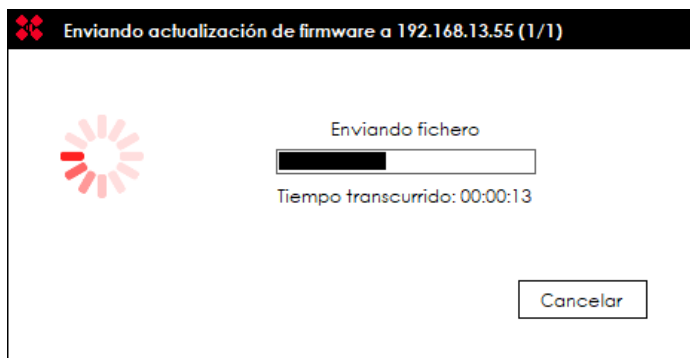 Enviando actualización de firmware a 192.168.13.55 (1/1)
Enviando fichero
Tiempo transcurrido: 00:00:13
Cancelar